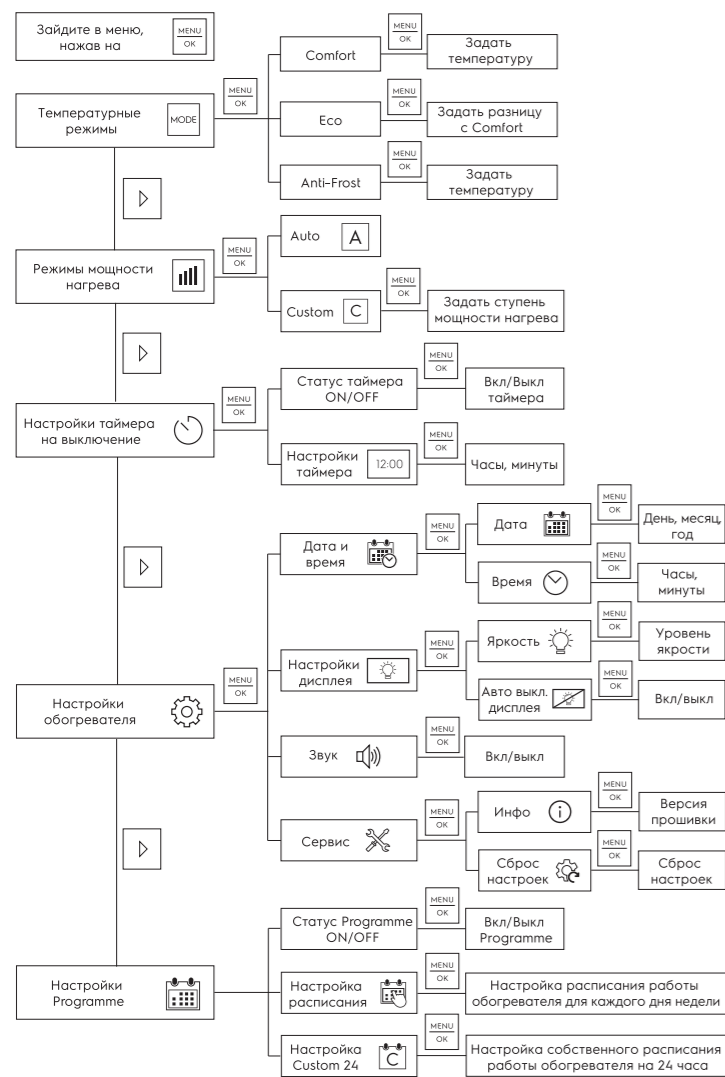 Зайдите в меню,
нажав на
MENU
OK
Температурные
режимы
MODE
MENU
OK
Comfort
MENU
OK
Задать
температуру
Eco
MENU
OK
Задать разницу
с Comfort
Anti-Frost
MENU
OK
Задать
температуру
Режимы мощности
нагрева
MENU
OK
Auto
A
Custom
C
MENU
OK
Задать ступень
мощности нагрева
Настройки таймера
на выключение
MENU
OK
Статус таймера
ON/OFF
MENU
OK
Вкл/Выкл
таймера
Настройки
таймера
12:00
MENU
OK
Часы, минуты
Настройки
обогревателя
MENU
OK
Дата и
время
MENU
OK
Дата
MENU
OK
День, месяц,
год
Время
MENU
OK
Часы,
минуты
Настройки
дисплея
MENU
OK
Яркость
MENU
OK
Уровень
якрости
Авто выкл.
дисплея
MENU
OK
Вкл/выкл
Звук
MENU
OK
Вкл/выкл
Сервис
MENU
OK
Инфо
MENU
OK
Версия
прошивки
Сброс
настроек
MENU
OK
Сброс
настроек
Настройки
Programme
Статус Programme
ON/OFF
MENU
OK
Вкл/Выкл
Programme
Настройка
расписания
MENU
OK
Настройка расписания работы
обогревателя для каждого дня недели
Настройка
Custom 24
C
MENU
OK
Настройка собственного расписания
работы обогревателя на 24 часа